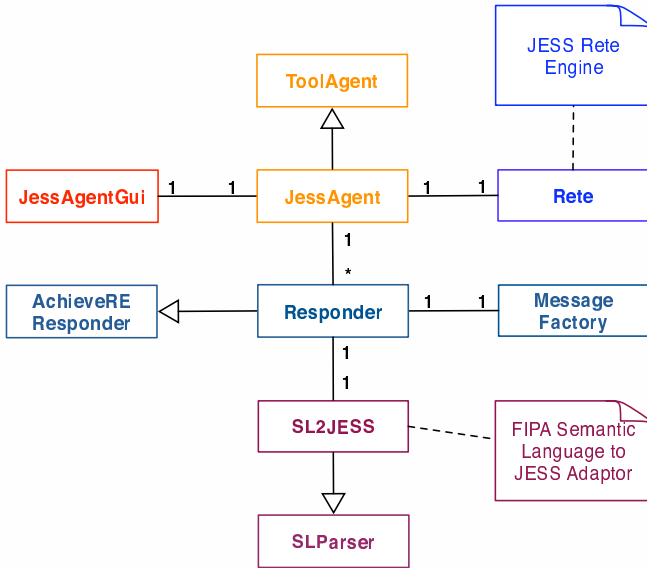 JESS Rete
Engine
ToolAgent
JessAgentGui
1
1
JessAgent
1
1
Rete
1
*
AchieveRE
Responder
Responder
1
1
Message
Factory
1
1
SL2JESS
FIPA Semantic
Language to
JESS Adaptor
SLParser